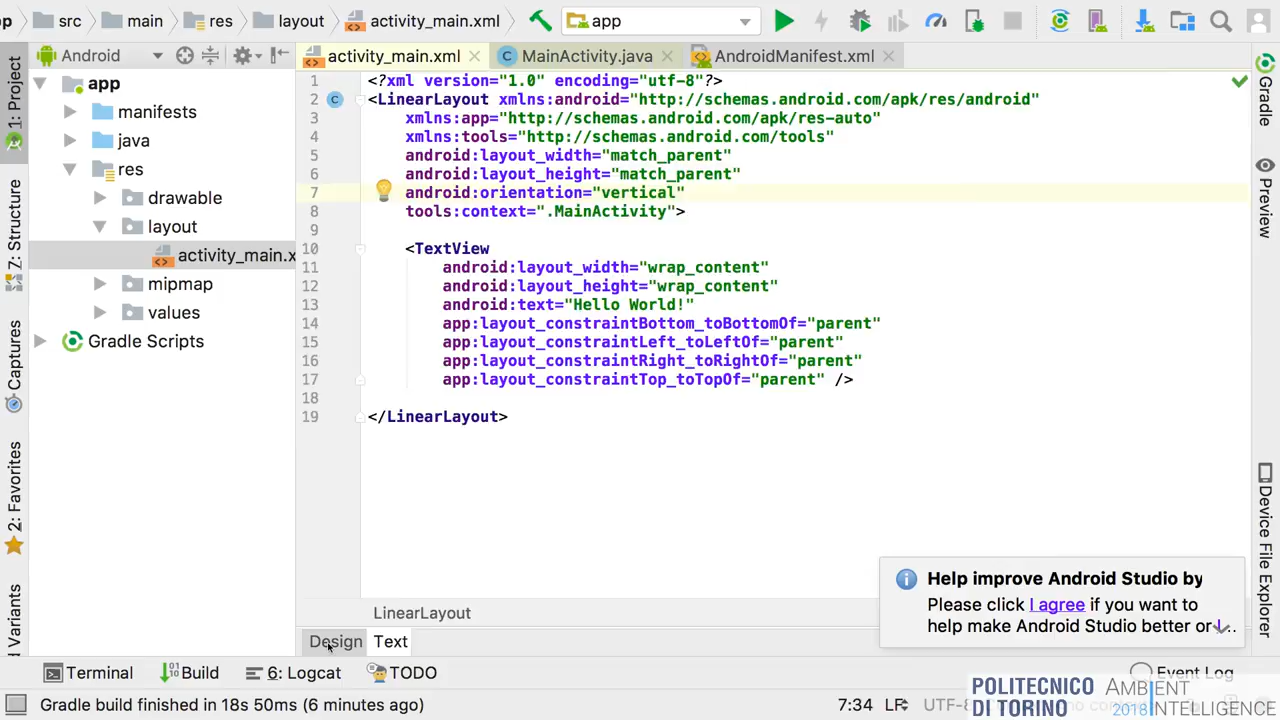 src main res layout activity_main.xml app
1: Project
Z: Structure
Captures
2: Favorites
Variants
Android
app
manifests
java
res
drawable
layout
activity_main.x
mipmap
values
Gradle Scripts
activity_main.xml MainActivity.java AndroidManifest.xml
1 <?xml version="1.0" encoding="utf-8"?>
2 <LinearLayout xmlns:android="http://schemas.android.com/apk/res/android"
3 xmlns:app="http://schemas.android.com/apk/res-auto"
4 xmlns:tools="http://schemas.android.com/tools"
5 android:layout_width="match_parent"
6 android:layout_height="match_parent"
7 android:orientation="vertical"
8 tools:context=".MainActivity">
9
10 <TextView
11 android:layout_width="wrap_content"
12 android:layout_height="wrap_content"
13 android:text="Hello World!"
14 app:layout_constraintBottom_toBottomOf="parent"
15 app:layout_constraintLeft_toLeftOf="parent"
16 app:layout_constraintRight_toRightOf="parent"
17 app:layout_constraintTop_toTopOf="parent" />
18
19 </LinearLayout>
Gradle
Preview
Device File Explorer
Help improve Android Studio by
Please click I agree if you want to
help make Android Studio better or
LinearLayout
Design Text
Terminal Build 6: Logcat TODO Event Log
Gradle build finished in 18s 50ms (6 minutes ago) 7:34 LF UTF-8
POLITECNICO
DI TORINO
AMBIENT
2018 INTELLIGENCE